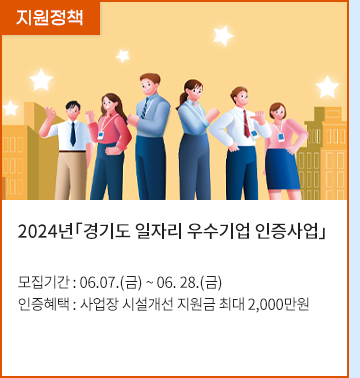 지원정책
2024년 「경기도 일자리 우수기업 인증사업」
모집기간 : 06.07.(금) ~ 06. 28.(금)
인증혜택 : 사업장 시설개선 지원금 최대 2,000만원